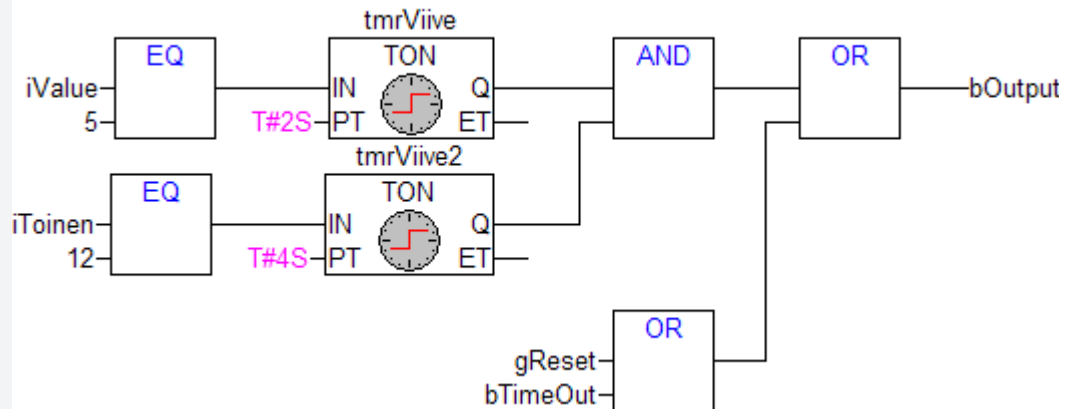 tmrViive
EQ TON AND OR
iValue IN Q bOutput
5 T#2S PT ET
tmrViive2
EQ TON
iToinen IN Q
12 T#4S PT ET
OR
gReset
bTimeOut